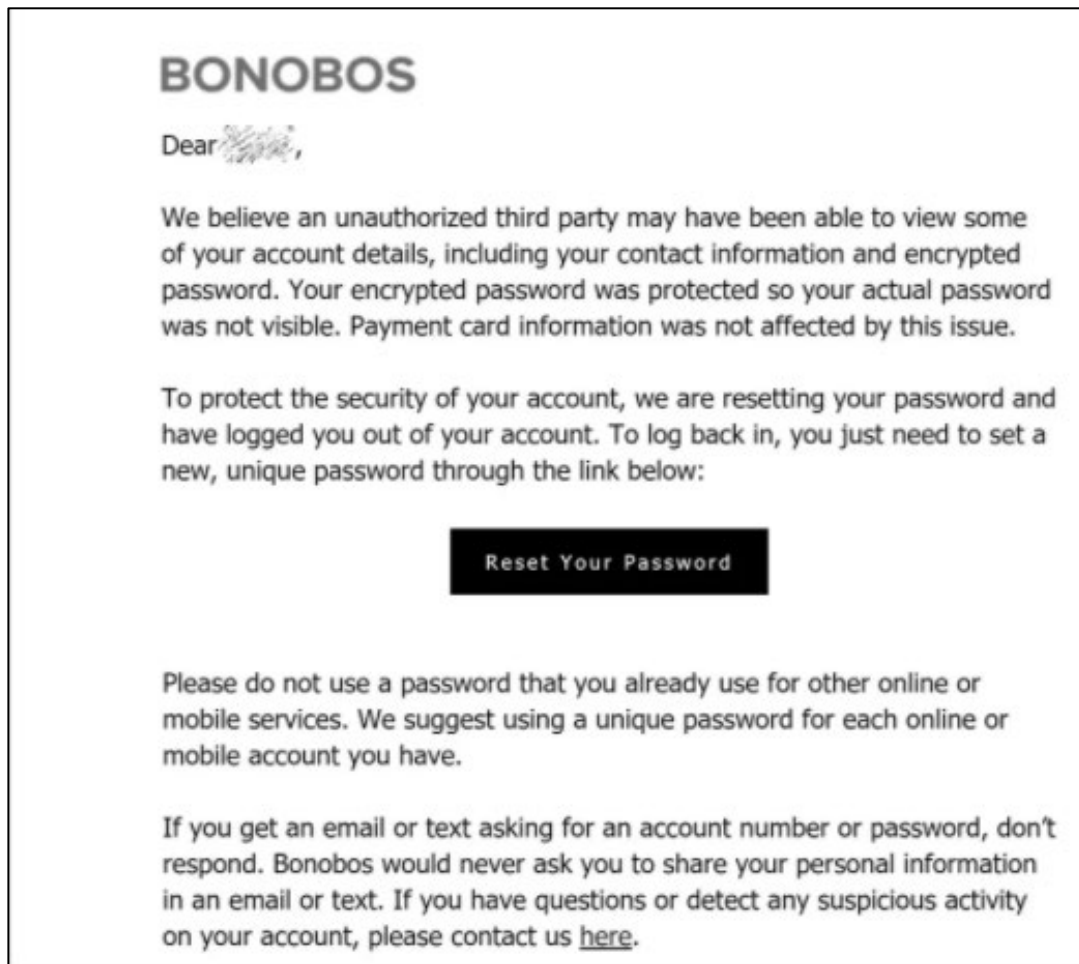 BONOBOS
Dear ,
We believe an unauthorized third party may have been able to view some
of your account details, including your contact information and encrypted
password. Your encrypted password was protected so your actual password
was not visible. Payment card information was not affected by this issue.
To protect the security of your account, we are resetting your password and
have logged you out of your account. To log back in, you just need to set a
new, unique password through the link below:
Reset Your Password
Please do not use a password that you already use for other online or
mobile services. We suggest using a unique password for each online or
mobile account you have.
If you get an email or text asking for an account number or password, don't
respond. Bonobos would never ask you to share your personal information
in an email or text. If you have questions or detect any suspicious activity
on your account, please contact us here.